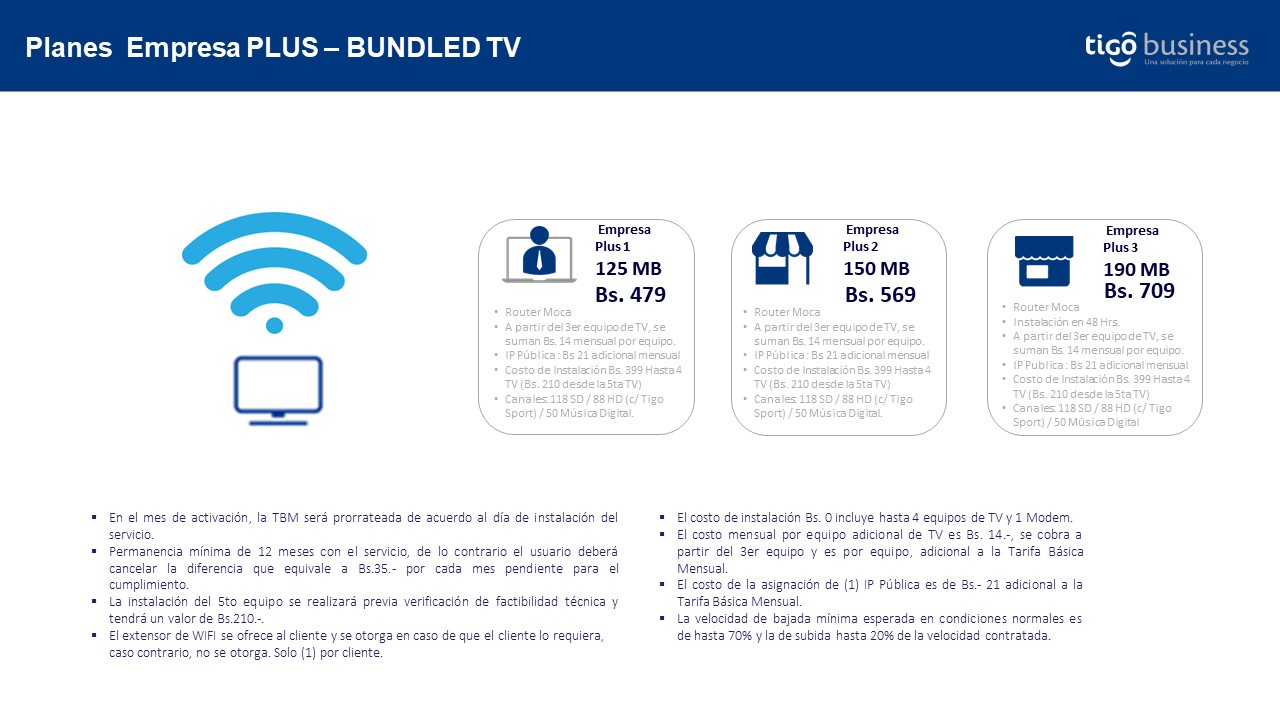 Planes Empresa PLUS – BUNDLED TV
tigo business
Una solución para cada negocio
Empresa
Plus 1
125 MB
Bs. 479
• Router Moca
• A partir del 3er equipo de TV, se
suman Bs. 14 mensual por equipo.
• IP Pública : Bs 21 adicional mensual
• Costo de Instalación Bs. 399 Hasta 4
TV (Bs. 210 desde la 5ta TV)
• Canales: 118 SD / 88 HD (c/ Tigo
Sport) / 50 Música Digital.
Empresa
Plus 2
150 MB
Bs. 569
• Router Moca
• A partir del 3er equipo de TV, se
suman Bs. 14 mensual por equipo.
• IP Pública : Bs 21 adicional mensual
• Costo de Instalación Bs. 399 Hasta 4
TV (Bs. 210 desde la 5ta TV)
• Canales: 118 SD / 88 HD (c/ Tigo
Sport) / 50 Música Digital.
Empresa
Plus 3
190 MB
Bs. 709
• Router Moca
• Instalación en 48 Hrs.
• A partir del 3er equipo de TV, se
suman Bs. 14 mensual por equipo.
• IP Publica : Bs 21 adicional mensual
• Costo de Instalación Bs. 399 Hasta 4
TV (Bs. 210 desde la 5ta TV)
• Canales: 118 SD / 88 HD (c/ Tigo
Sport) / 50 Música Digital
▪ En el mes de activación, la TBM será prorrateada de acuerdo al día de instalación del
servicio.
▪ Permanencia mínima de 12 meses con el servicio, de lo contrario el usuario deberá
cancelar la diferencia que equivale a Bs.35.- por cada mes pendiente para el
cumplimiento.
▪ La instalación del 5to equipo se realizará previa verificación de factibilidad técnica y
tendrá un valor de Bs.210.-.
▪ El extensor de WIFI se ofrece al cliente y se otorga en caso de que el cliente lo requiera,
caso contrario, no se otorga. Solo (1) por cliente.
▪ El costo de instalación Bs. 0 incluye hasta 4 equipos de TV y 1 Modem.
▪ El costo mensual por equipo adicional de TV es Bs. 14.-, se cobra a
partir del 3er equipo y es por equipo, adicional a la Tarifa Básica
Mensual.
▪ El costo de la asignación de (1) IP Pública es de Bs.- 21 adicional a la
Tarifa Básica Mensual.
▪ La velocidad de bajada mínima esperada en condiciones normales es
de hasta 70% y la de subida hasta 20% de la velocidad contratada.